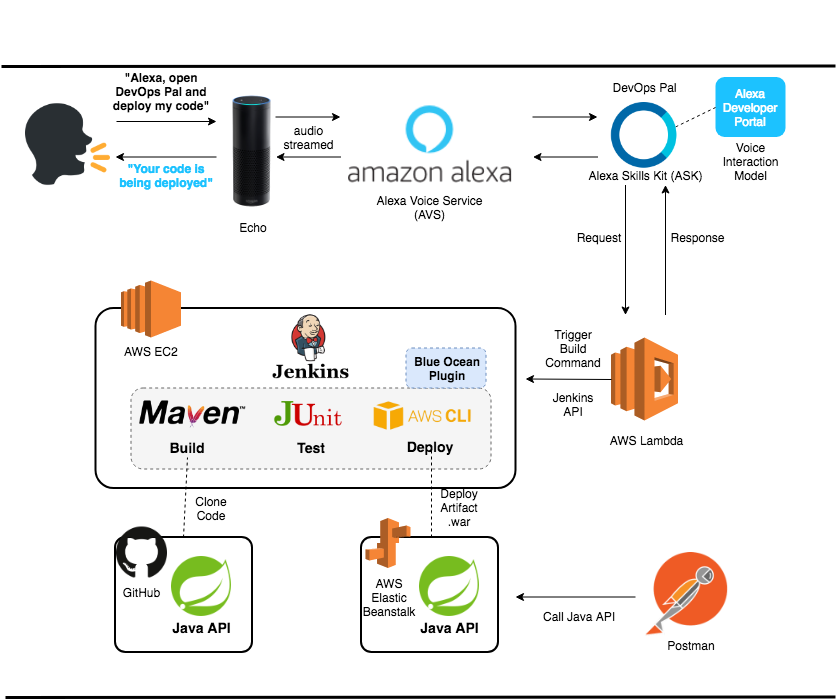 "Alexa, open
DevOps Pal and
deploy my code"
"Your code is
being deployed"
Echo
audio
streamed
amazon alexa
Alexa Voice Service
(AVS)
DevOps Pal
Alexa Skills Kit (ASK)
Alexa
Developer
Portal
Voice
Interaction
Model
Request
Response
AWS EC2
Jenkins
Blue Ocean
Plugin
Trigger
Build
Command
Jenkins
API
AWS Lambda
Maven™
JUnit
AWS CLI
Build
Test
Deploy
Clone
Code
Deploy
Artifact
.war
GitHub
Java API
AWS
Elastic
Beanstalk
Java API
Call Java API
Postman